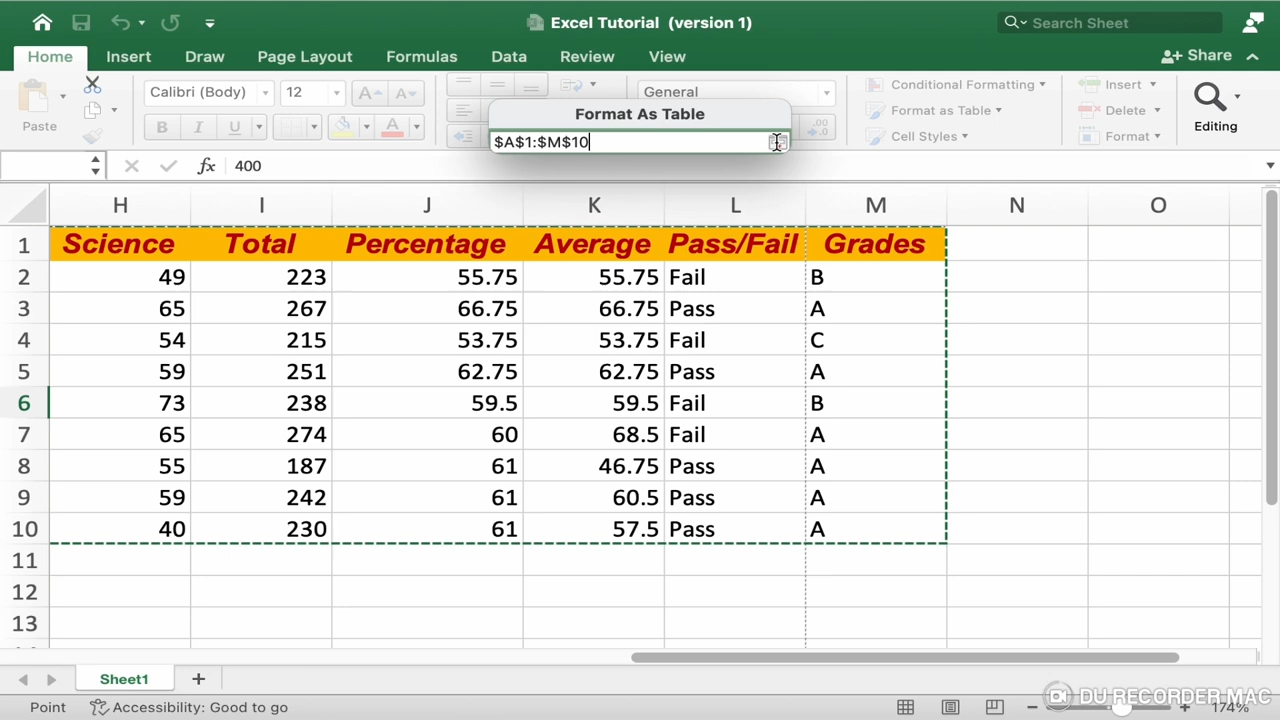 Excel Tutorial (version 1)
Search Sheet
Home Insert Draw Page Layout Formulas Data Review View
Share
Paste
Calibri (Body) 12
B I U
A A
A
General
Conditional Formatting
Format as Table
Cell Styles
Insert
Delete
Format
Editing
Format As Table
$A$1:$M$10
fx 400
H I J K L M N O
1 Science Total Percentage Average Pass/Fail Grades
2 49 223 55.75 55.75 Fail B
3 65 267 66.75 66.75 Pass A
4 54 215 53.75 53.75 Fail C
5 59 251 62.75 62.75 Pass A
6 73 238 59.5 59.5 Fail B
7 65 274 60 68.5 Fail A
8 55 187 61 46.75 Pass A
9 59 242 61 60.5 Pass A
10 40 230 61 57.5 Pass A
11
12
13
Sheet1
Point Accessibility: Good to go
DU RECORDER MAC
174%